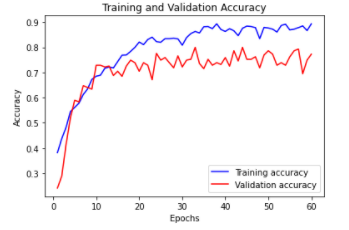 Training and Validation Accuracy
Accuracy
0.9
0.8
0.7
0.6
0.5
0.4
0.3
Training accuracy
Validation accuracy
0 10 20 30 40 50 60
Epochs